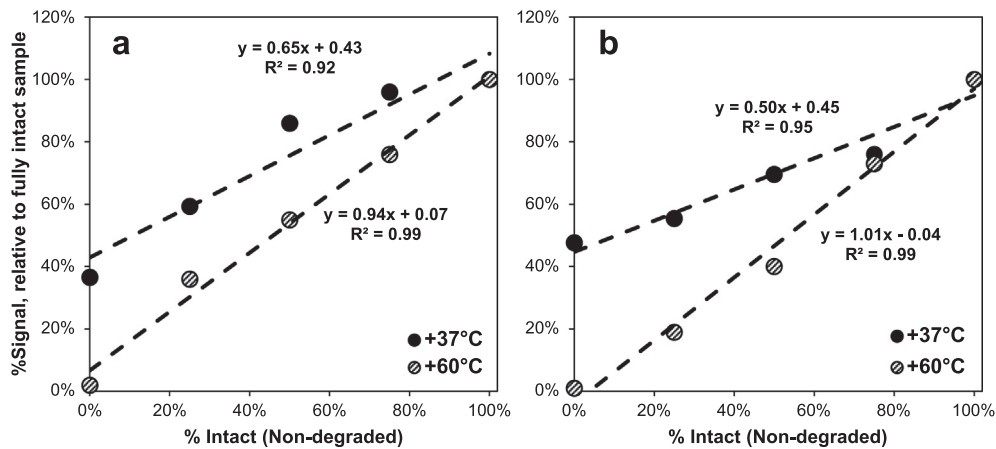 %Signal, relative to fully intact sample
120%
100%
80%
60%
40%
20%
0%
a
y = 0.65x + 0.43
R² = 0.92
y = 0.94x + 0.07
R² = 0.99
+37°C
+60°C
0%
20%
40%
60%
80%
100%
% Intact (Non-degraded)
120%
100%
80%
60%
40%
20%
0%
b
y = 0.50x + 0.45
R² = 0.95
y = 1.01x - 0.04
R² = 0.99
+37°C
+60°C
0%
20%
40%
60%
80%
100%
% Intact (Non-degraded)